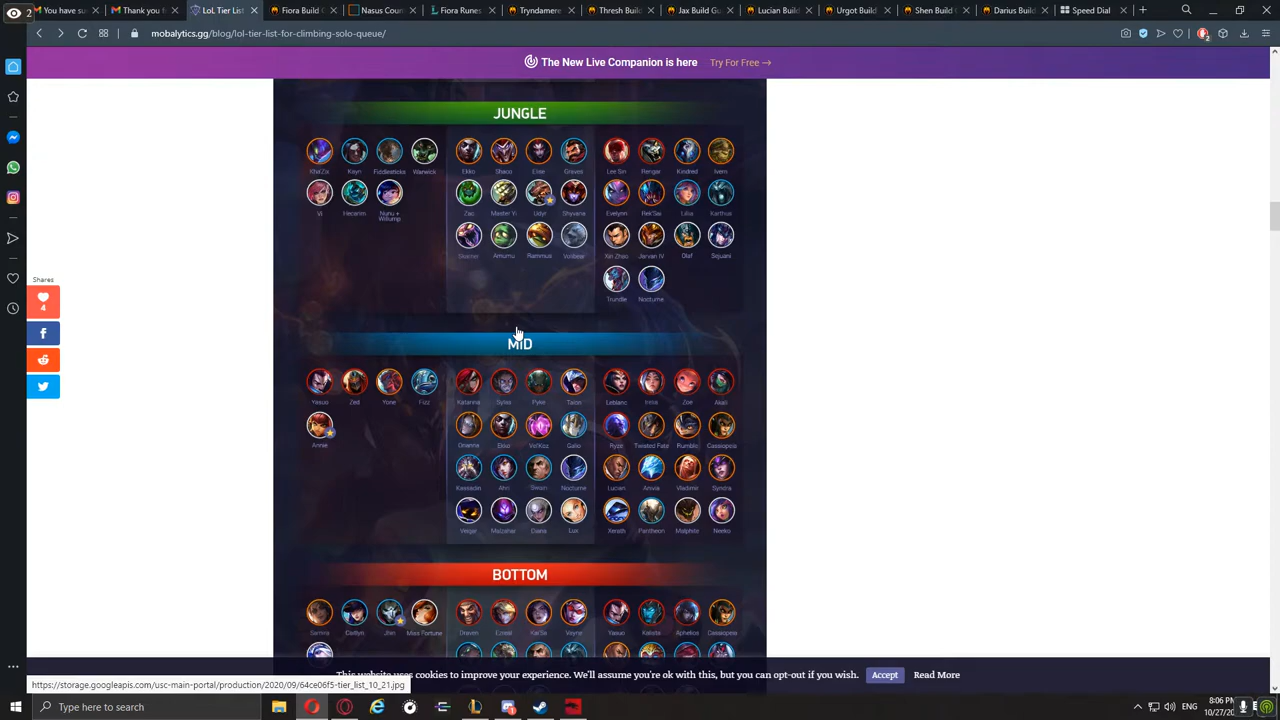 2
You have su
Thank you f
LoL Tier List
Fiora Build G
Nasus Count
Fiora Runes
Tryndamere
Thresh Build
Jax Build Gu
Lucian Build
Urgot Build
Shen Build
Darius Build
Speed Dial
mobalytics.gg/blog/lol-tier-list-for-climbing-solo-queue/
The New Live Companion is here Try For Free →
JUNGLE
Kha'Zix Kayn Fiddlesticks Warwick Ekko Shaco Elise Graves Lee Sin Rengar Kindred Ivern
Vi Hecarim Nunu + Willump Zac Master Yi Udyr Shyvana Evelynn Rek'Sai Lillia Karthus
Skarner Amumu Rammus Volibear Xin Zhao Jarvan IV Olaf Sejuani
Trundle Nocturne
Shares
4
MID
Yasuo Zed Yone Fizz Katarina Sylas Pyke Talon Leblanc Irelia Zoe Akali
Annie Orianna Ekko Vel'Koz Galio Ryze Twisted Fate Rumble Cassiopeia
Kassadin Ahri Swain Nocturne Lucian Anivia Vladimir Syndra
Veigar Malzahar Diana Lux Xerath Pantheon Malphite Neeko
BOTTOM
Samira Caitlyn Jhin Miss Fortune Draven Ezreal Kai'Sa Vayne Yasuo Kalista Aphelios Cassiopeia
This website uses cookies to improve your experience. We'll assume you're ok with this, but you can opt-out if you wish. Accept Read More
https://storage.googleapis.com/usc-main-portal/production/2020/09/64ce06f5-tier_list_10_21.jpg
Type here to search
ENG
8:06 PM
10/27/20